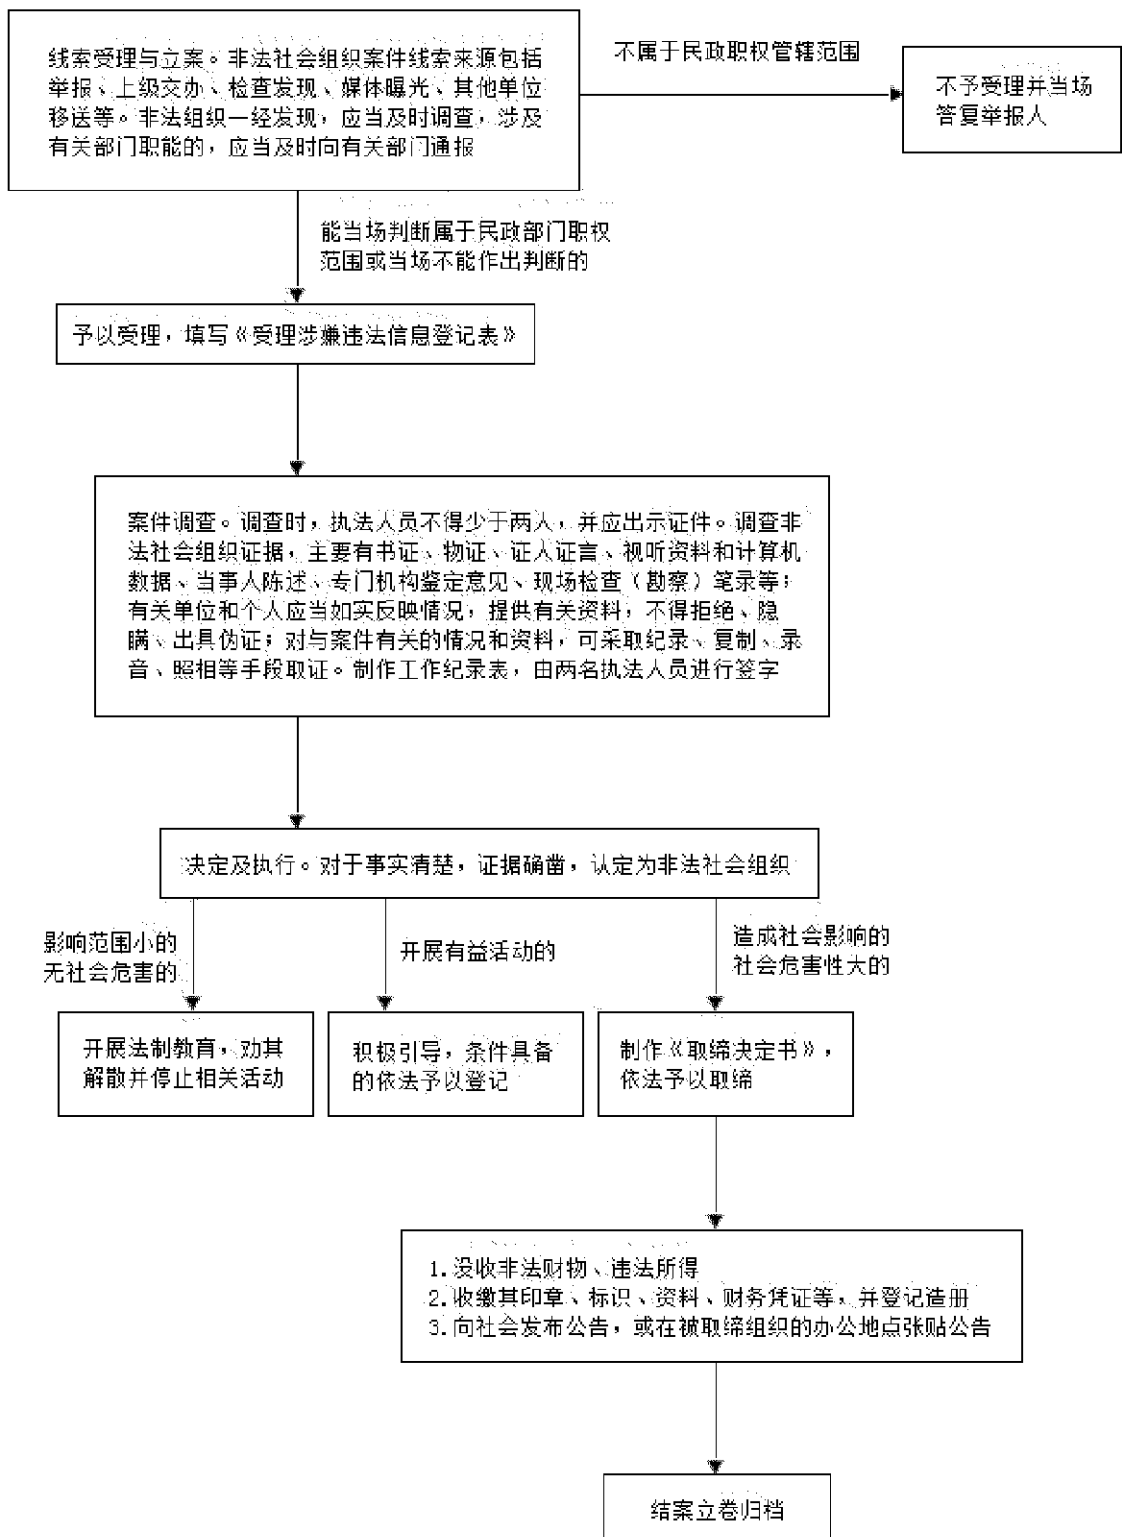 线索受理与立案。非法社会组织案件线索来源包括
举报、上级交办、检查发现、媒体曝光、其他单位
移送等。非法组织一经发现，应当及时调查，涉及
有关部门职能的，应当及时向有关部门通报
不属于民政职权管辖范围
不予受理并当场
答复举报人
能当场判断属于民政部门职权
范围或当场不能作出判断的
予以受理，填写《受理涉嫌违法信息登记表》
案件调查。调查时，执法人员不得少于两人，并应出示证件。调查非
法社会组织证据，主要有书证、物证、证人证言、视听资料和计算机
数据、当事人陈述、专门机构鉴定意见、现场检查（勘察）笔录等；
有关单位和个人应当如实反映情况，提供有关资料，不得拒绝、隐
瞒、出具伪证；对与案件有关的情况和资料，可采取纪录、复制、录
音、照相等手段取证。制作工作纪录表，由两名执法人员进行签字
决定及执行。对于事实清楚，证据确凿，认定为非法社会组织
影响范围小的
无社会危害的
开展有益活动的
造成社会影响的
社会危害性大的
开展法制教育，劝其
解散并停止相关活动
积极引导，条件具备
的依法予以登记
制作《取缔决定书》，
依法予以取缔
1.没收非法财物、违法所得
2.收缴其印章、标识、资料、财务凭证等，并登记造册
3.向社会发布公告，或在被取缔组织的办公地点张贴公告
结案立卷归档